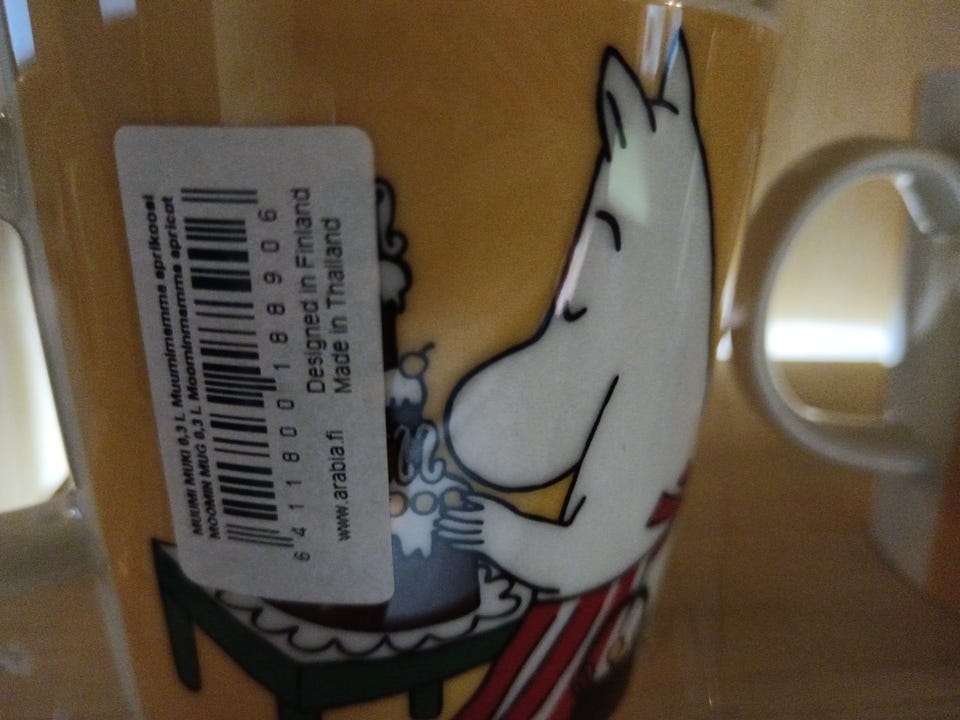 MUUMI MUKI 0,3 L Muumimamma aprikoosi
MOOMIN MUG 0,3 L Moominmamma apricot
6 411800 188906
Designed in Finland
www.arabia.fi Made in Thailand